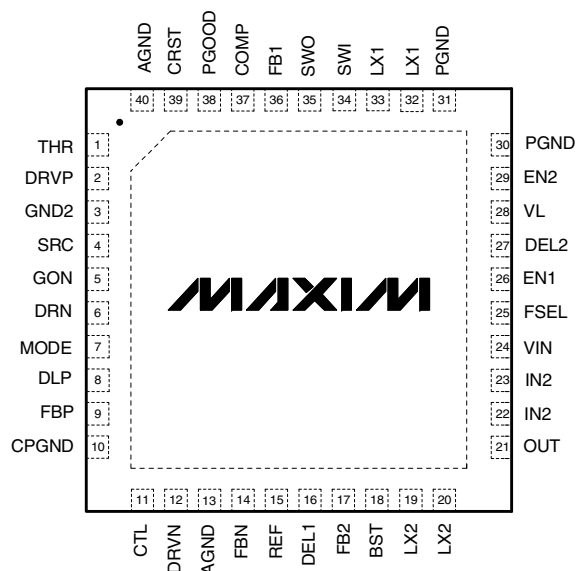 AGND CRST PGOOD COMP FB1 SWO SWI LX1 LX1 PGND
40 39 38 37 36 35 34 33 32 31
THR 1
DRVP 2
GND2 3
SRC 4
GON 5
DRN 6
MODE 7
DLP 8
FBP 9
CPGND 10
MAXIM
30 PGND
29 EN2
28 VL
27 DEL2
26 EN1
25 FSEL
24 VIN
23 IN2
22 IN2
21 OUT
11 12 13 14 15 16 17 18 19 20
CTL DRVN AGND FBN REF DEL1 FB2 BST LX2 LX2